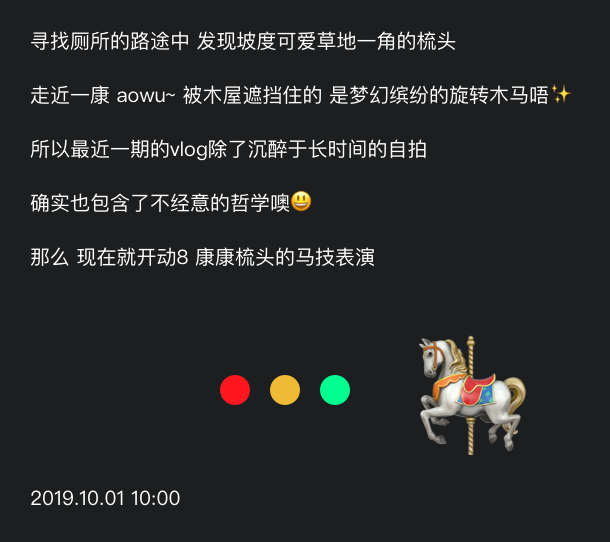 寻找厕所的路途中 发现坡度可爱草地一角的梳头
走近一康 aowu~ 被木屋遮挡住的 是梦幻缤纷的旋转木马唔✨
所以最近一期的vlog除了沉醉于长时间的自拍
确实也包含了不经意的哲学噢😃
那么 现在就开动8 康康梳头的马技表演
2019.10.01 10:00